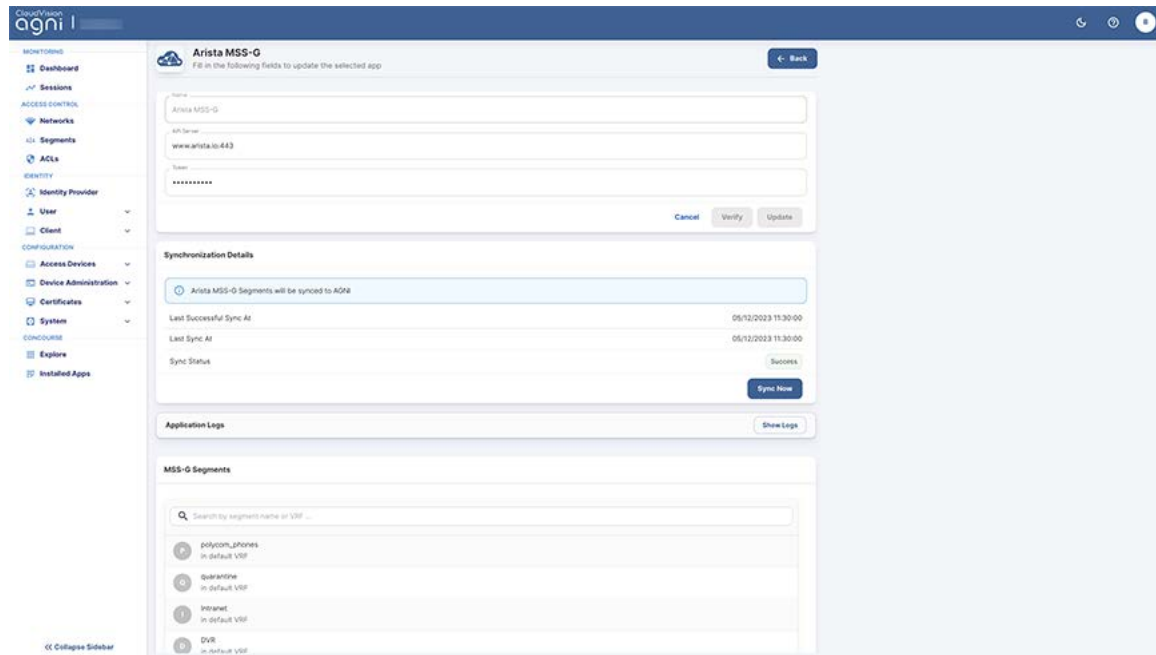 CloudVision
agni
MONITORING
Dashboard
Sessions
ACCESS CONTROL
Networks
Segments
ACLs
IDENTITY
Identity Provider
User
Client
CONFIGURATION
Access Devices
Device Administration
Certificates
System
CONCOURSE
Explore
Installed Apps
<< Collapse Sidebar
Arista MSS-G
Fill in the following fields to update the selected app
← Back
Name
Arista MSS-G
API Server
www.arista.io:443
Token
••••••••••
Cancel Verify Update
Synchronization Details
Arista MSS-G Segments will be synced to AGNI
Last Successful Sync At 05/12/2023 11:30:00
Last Sync At 05/12/2023 11:30:00
Sync Status Success
Sync Now
Application Logs Show Logs
MSS-G Segments
Search by segment name or VRF ...
P polycom_phones
in default VRF
Q quarantine
in default VRF
I Intranet
in default VRF
D DVR
in default VRF